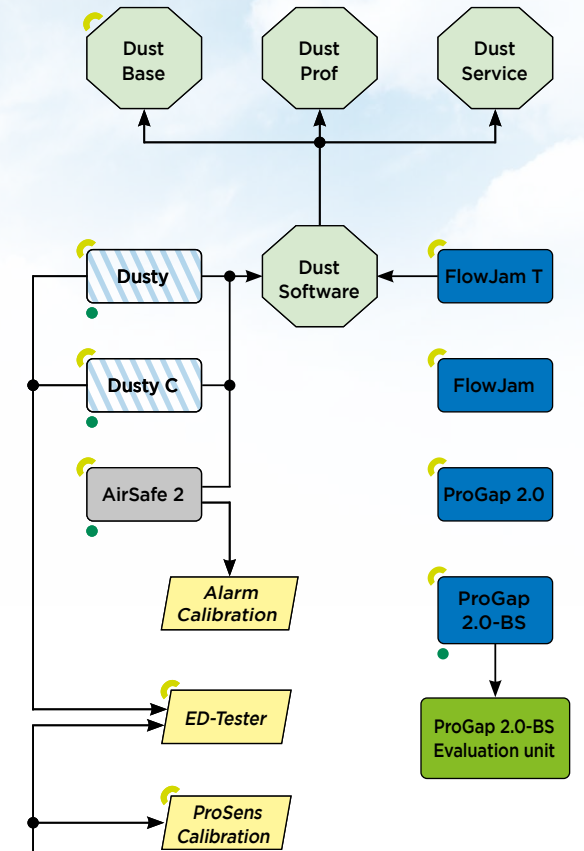 Dust
Base
Dust
Prof
Dust
Service
Dusty
Dust
Software
FlowJam T
Dusty C
FlowJam
AirSafe 2
ProGap 2.0
Alarm
Calibration
ProGap
2.0-BS
ED-Tester
ProGap 2.0-BS
Evaluation unit
ProSens
Calibration